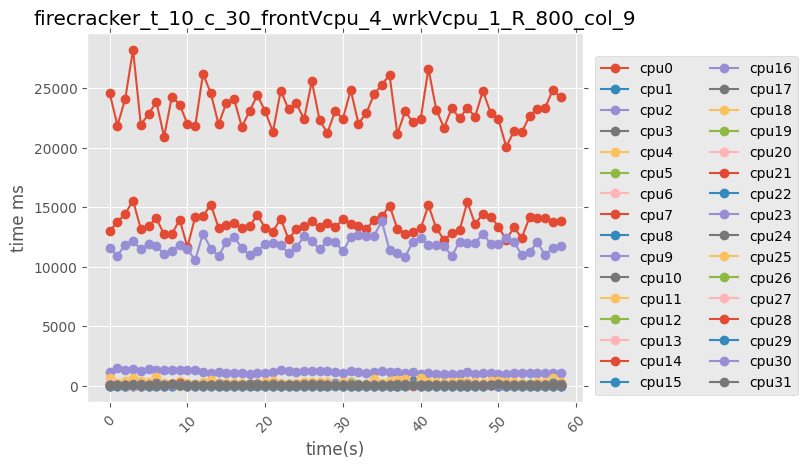 firecracker_t_10_c_30_frontVcpu_4_wrkVcpu_1_R_800_col_9
time ms
25000
20000
15000
10000
5000
0
0
10
20
30
40
50
60
time(s)
cpu0
cpu1
cpu2
cpu3
cpu4
cpu5
cpu6
cpu7
cpu8
cpu9
cpu10
cpu11
cpu12
cpu13
cpu14
cpu15
cpu16
cpu17
cpu18
cpu19
cpu20
cpu21
cpu22
cpu23
cpu24
cpu25
cpu26
cpu27
cpu28
cpu29
cpu30
cpu31